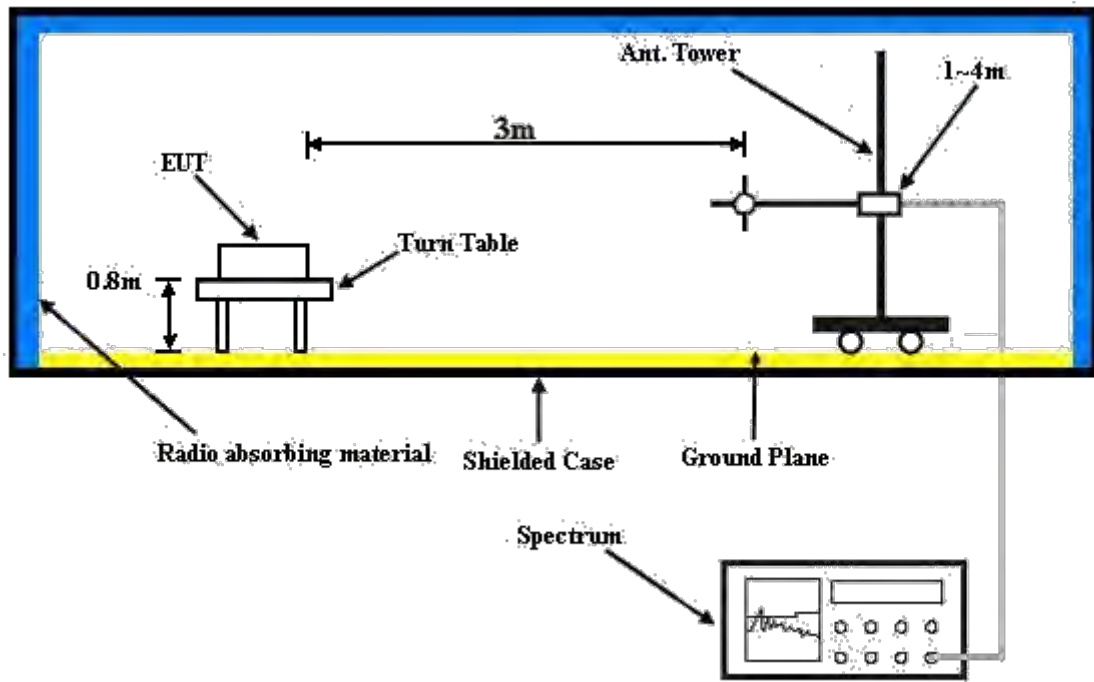 Ant. Tower
1~4m
3m
EUT
Turn Table
0.8m
Radio absorbing material
Shielded Case
Ground Plane
Spectrum